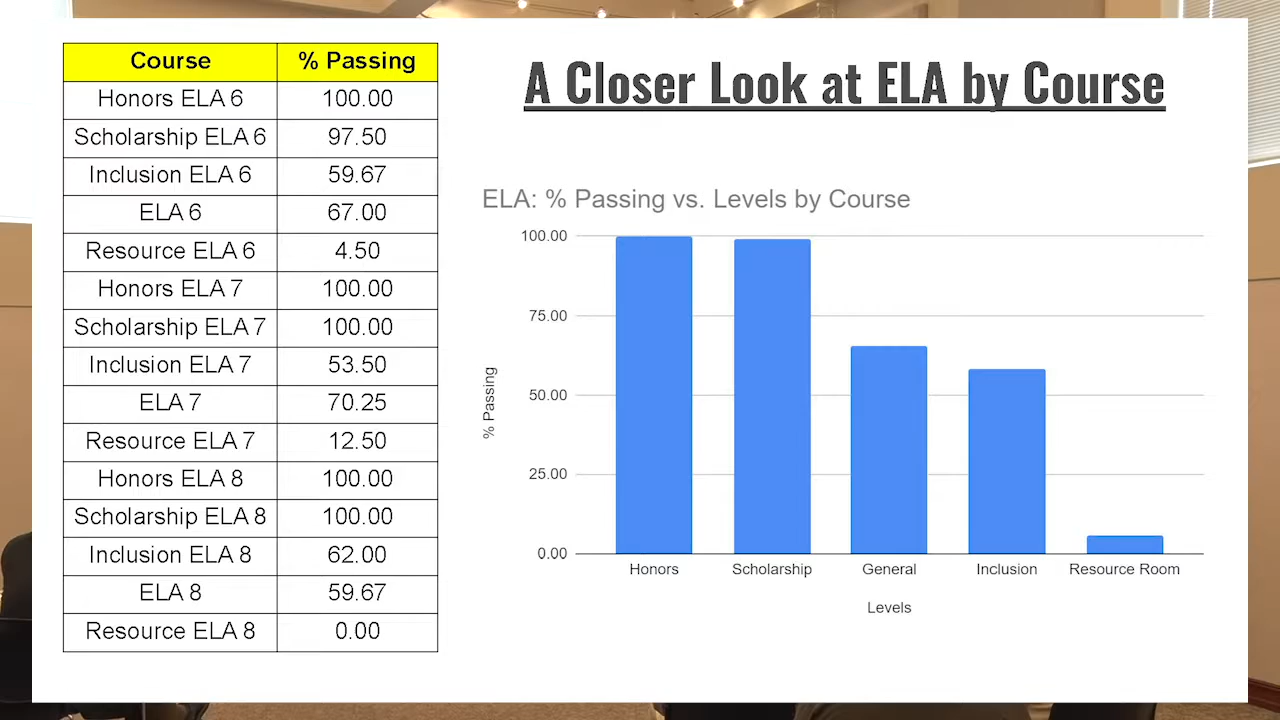 Course % Passing
Honors ELA 6 100.00
Scholarship ELA 6 97.50
Inclusion ELA 6 59.67
ELA 6 67.00
Resource ELA 6 4.50
Honors ELA 7 100.00
Scholarship ELA 7 100.00
Inclusion ELA 7 53.50
ELA 7 70.25
Resource ELA 7 12.50
Honors ELA 8 100.00
Scholarship ELA 8 100.00
Inclusion ELA 8 62.00
ELA 8 59.67
Resource ELA 8 0.00
A Closer Look at ELA by Course
ELA: % Passing vs. Levels by Course
% Passing
100.00
75.00
50.00
25.00
0.00
Honors Scholarship General Inclusion Resource Room
Levels